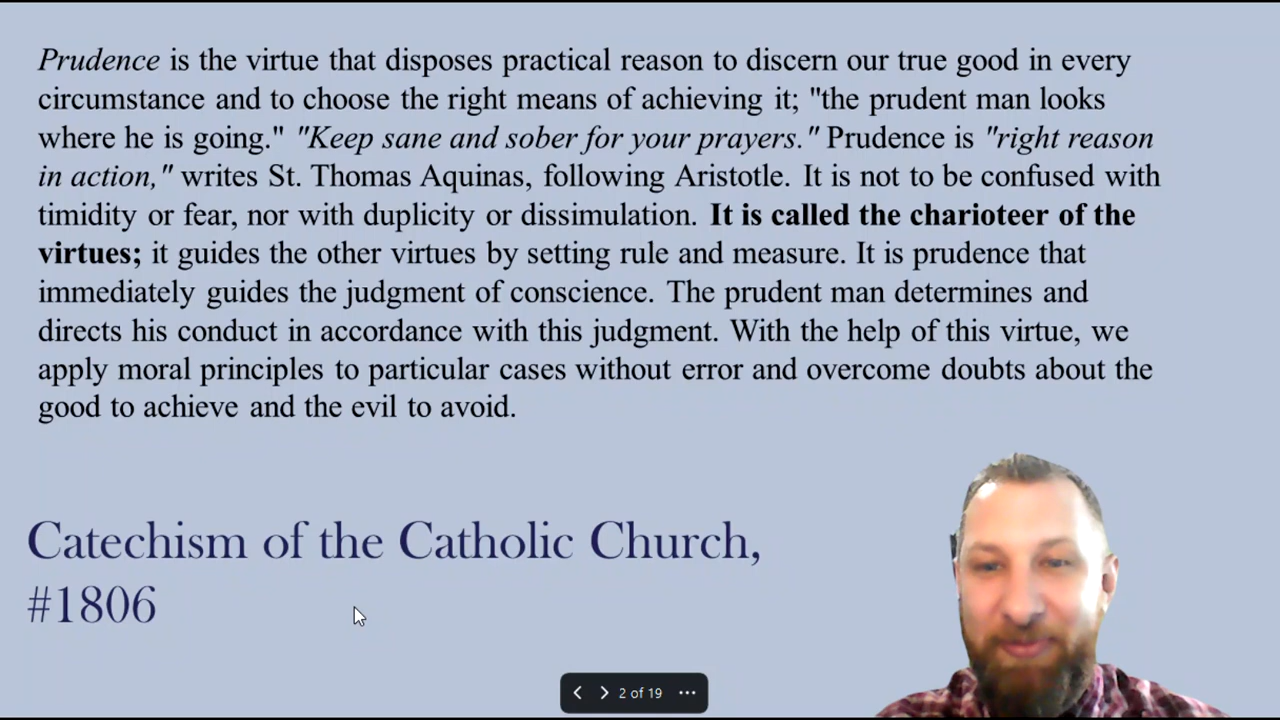 Prudence is the virtue that disposes practical reason to discern our true good in every
circumstance and to choose the right means of achieving it; "the prudent man looks
where he is going." "Keep sane and sober for your prayers." Prudence is "right reason
in action," writes St. Thomas Aquinas, following Aristotle. It is not to be confused with
timidity or fear, nor with duplicity or dissimulation. It is called the charioteer of the
virtues; it guides the other virtues by setting rule and measure. It is prudence that
immediately guides the judgment of conscience. The prudent man determines and
directs his conduct in accordance with this judgment. With the help of this virtue, we
apply moral principles to particular cases without error and overcome doubts about the
good to achieve and the evil to avoid.
Catechism of the Catholic Church,
#1806
2 of 19